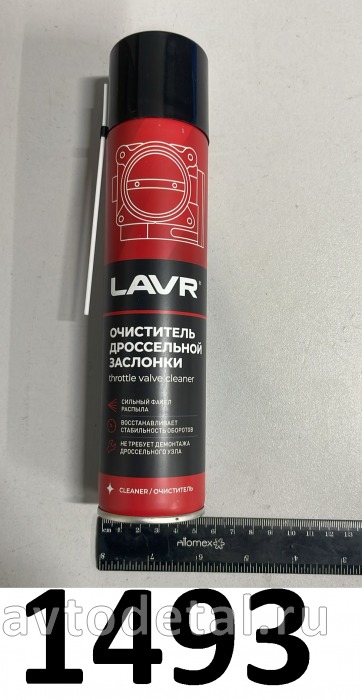 LAVR®
ОЧИСТИТЕЛЬ
ДРОССЕЛЬНОЙ
ЗАСЛОНКИ
throttle valve cleaner
СИЛЬНЫЙ ФАКЕЛ
РАСПЫЛА
ВОССТАНАВЛИВАЕТ
СТАБИЛЬНОСТЬ ОБОРОТОВ
НЕ ТРЕБУЕТ ДЕМОНТАЖА
ДРОССЕЛЬНОГО УЗЛА
CLEANER / ОЧИСТИТЕЛЬ
Attomex
1493
avtodetal.ru